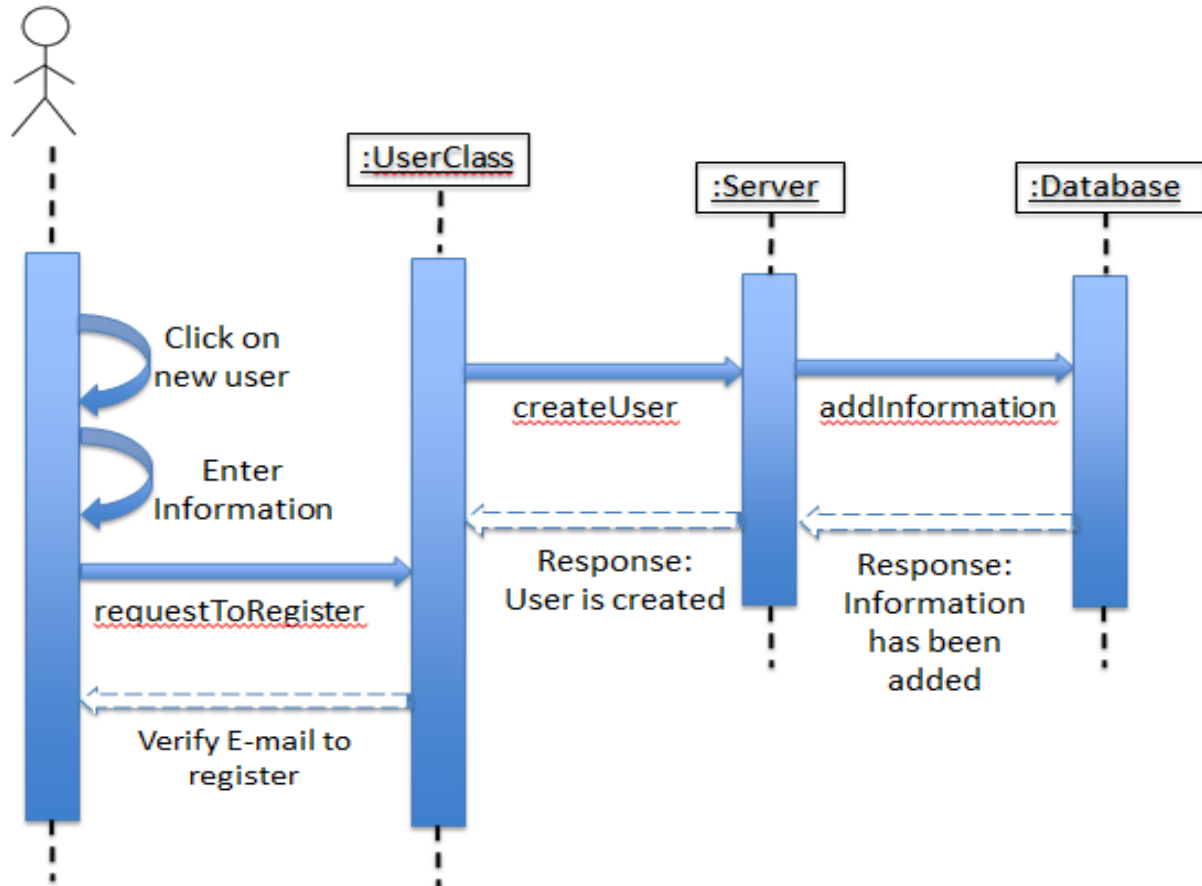 :UserClass
:Server
:Database
Click on
new user
createUser
addInformation
Enter
Information
Response:
User is created
Response:
Information
has been
added
requestToRegister
Verify E-mail to
register